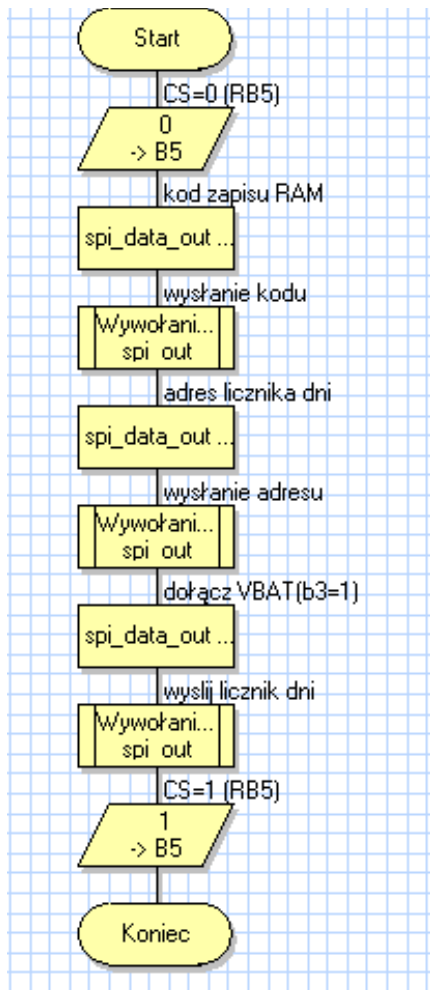 Start
CS=0 (RB5)
0
-> B5
kod zapisu RAM
spi_data_out ...
wysłanie kodu
Wywołani...
spi_out
adres licznika dni
spi_data_out ...
wysłanie adresu
Wywołani...
spi_out
dołącz VBAT(b3=1)
spi_data_out ...
wyslij licznik dni
Wywołani...
spi_out
CS=1 (RB5)
1
-> B5
Koniec